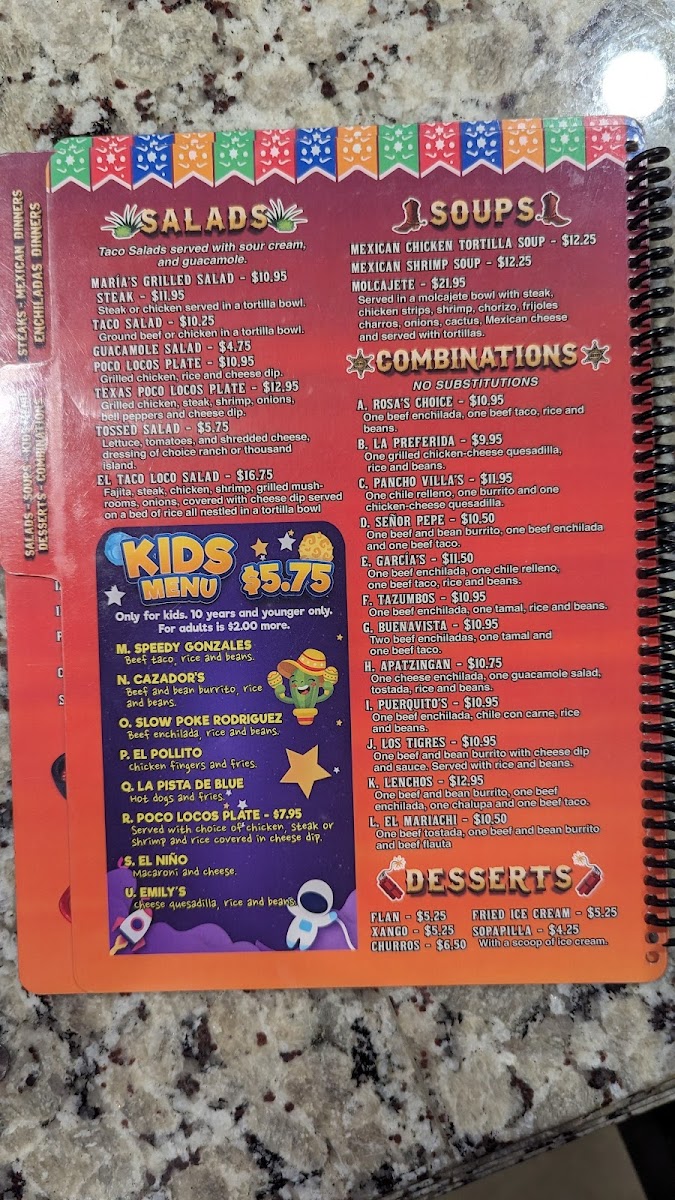 STEAKS - MEXICAN DINNERS
ENCHILADAS DINNERS
DESSERTS - COMBINATIONS
SALADS
Taco Salads served with sour cream,
and guacamole.
MARÍA'S GRILLED SALAD - $10.95
STEAK - $11.95
Steak or chicken served in a tortilla bowl.
TACO SALAD - $10.25
Ground beef or chicken in a tortilla bowl.
GUACAMOLE SALAD - $4.75
POCO LOCOS PLATE - $10.95
Grilled chicken, rice and cheese dip.
TEXAS POCO LOCOS PLATE - $12.95
Grilled chicken, steak, shrimp, onions,
bell peppers and cheese dip.
TOSSED SALAD - $5.75
Lettuce, tomatoes, and shredded cheese,
dressing of choice ranch or thousand
island.
EL TACO LOCO SALAD - $16.75
Fajita, steak, chicken, shrimp, grilled mush-
rooms, onions, covered with cheese dip served
on a bed of rice all nestled in a tortilla bowl
KIDS
MENU
$5.75
Only for kids. 10 years and younger only.
For adults is $2.00 more.
M. SPEEDY GONZALES
Beef taco, rice and beans.
N. CAZADOR'S
Beef and bean burrito, rice
and beans.
O. SLOW POKE RODRIGUEZ
Beef enchilada, rice and beans.
P. EL POLLITO
Chicken fingers and fries.
Q. LA PISTA DE BLUE
Hot dogs and fries.
R. POCO LOCOS PLATE - $7.95
Served with choice of chicken, steak or
shrimp and rice covered in cheese dip.
S. EL NIÑO
Macaroni and cheese.
U. EMILY'S
Cheese quesadilla, rice and beans.
SOUPS
MEXICAN CHICKEN TORTILLA SOUP - $12.25
MEXICAN SHRIMP SOUP - $12.25
MOLCAJETE - $21.95
Served in a molcajete bowl with steak,
chicken strips, shrimp, chorizo, frijoles
charros, onions, cactus, Mexican cheese
and served with tortillas.
COMBINATIONS
NO SUBSTITUTIONS
A. ROSA'S CHOICE - $10.95
One beef enchilada, one beef taco, rice and
beans.
B. LA PREFERIDA - $9.95
One grilled chicken-cheese quesadilla,
rice and beans.
C. PANCHO VILLA'S - $11.95
One chile relleno, one burrito and one
chicken-cheese quesadilla.
D. SEÑOR PEPE - $10.50
One beef and bean burrito, one beef enchilada
and one beef taco.
E. GARCÍA'S - $11.50
One beef enchilada, one chile relleno,
one beef taco, rice and beans.
F. TAZUMBOS - $10.95
One beef enchilada, one tamal, rice and beans.
G. BUENAVISTA - $10.95
Two beef enchiladas, one tamal and
one beef taco.
H. APATZINGAN - $10.75
One cheese enchilada, one guacamole salad,
tostada, rice and beans.
I. PUERQUITO'S - $10.95
One beef enchilada, chile con carne, rice
and beans.
J. LOS TIGRES - $10.95
One beef and bean burrito with cheese dip
and sauce. Served with rice and beans.
K. LENCHOS - $12.95
One beef and bean burrito, one beef
enchilada, one chalupa and one beef taco.
L. EL MARIACHI - $10.50
One beef tostada, one beef and bean burrito
and beef flauta
DESSERTS
FLAN - $5.25
XANGO - $5.25
CHURROS - $6.50
FRIED ICE CREAM - $5.25
SOPAPILLA - $4.25
With a scoop of ice cream.